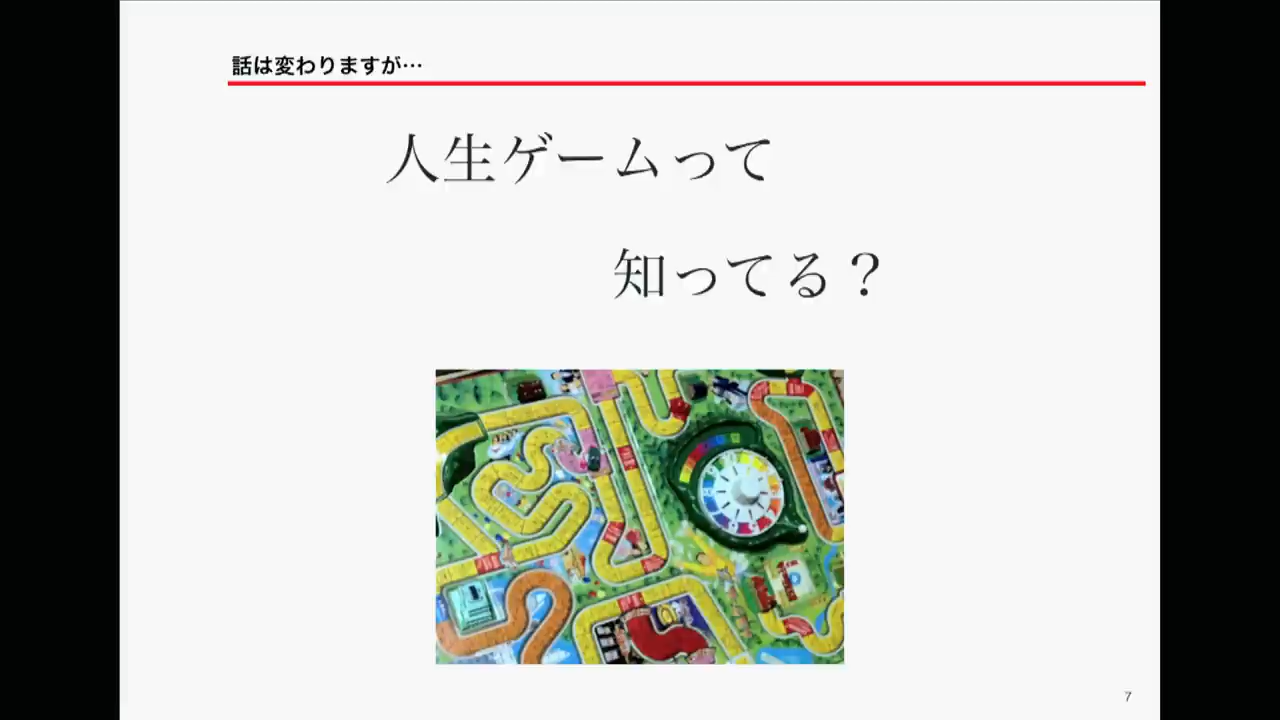 話は変わりますが…
人生ゲームって
知ってる？
7